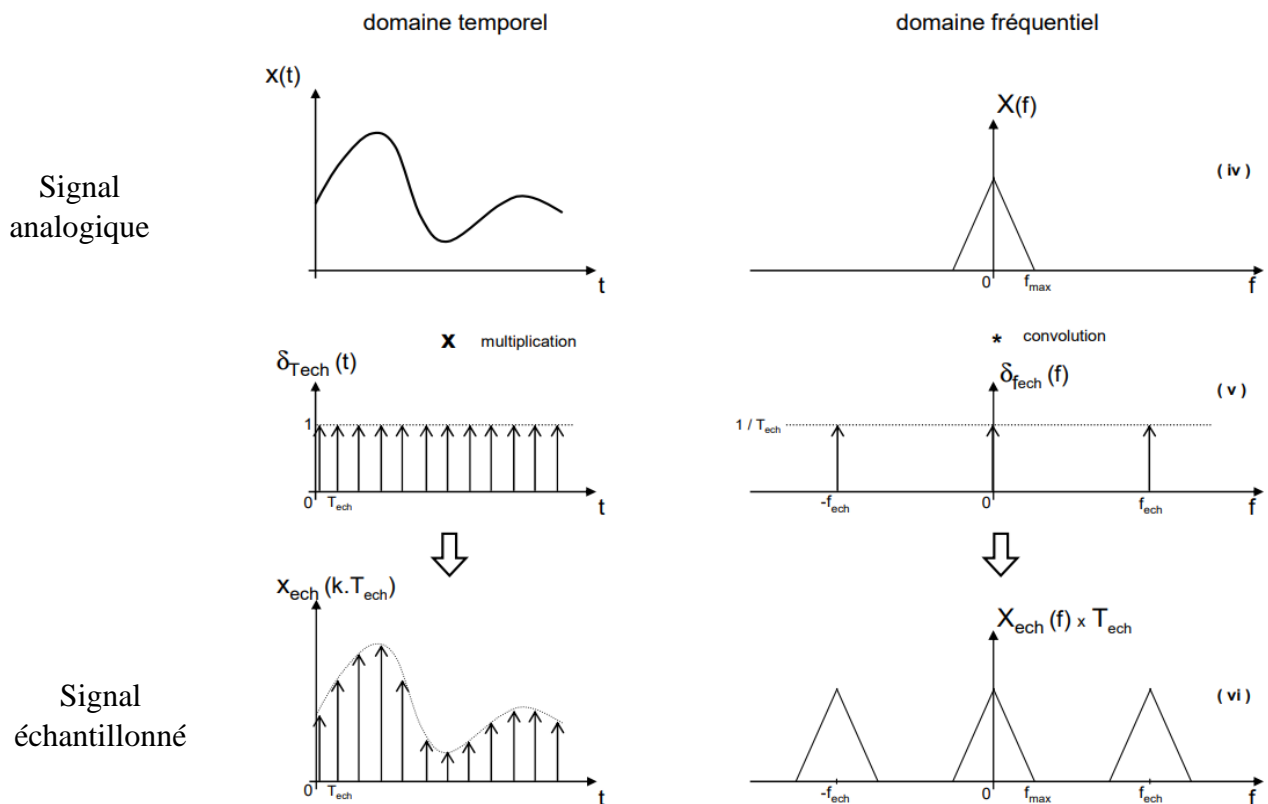 domaine temporel
domaine fréquentiel
x(t)
X(f)
( iv )
Signal
analogique
t
0
fmax
f
x multiplication
* convolution
δTech (t)
δfech (f)
( v )
1
1 / Tech
0 Tech
t
-fech
0
fech
f
xech (k.Tech)
Xech (f) x Tech
( vi )
Signal
échantillonné
0 Tech
t
-fech
0
fmax
fech
f